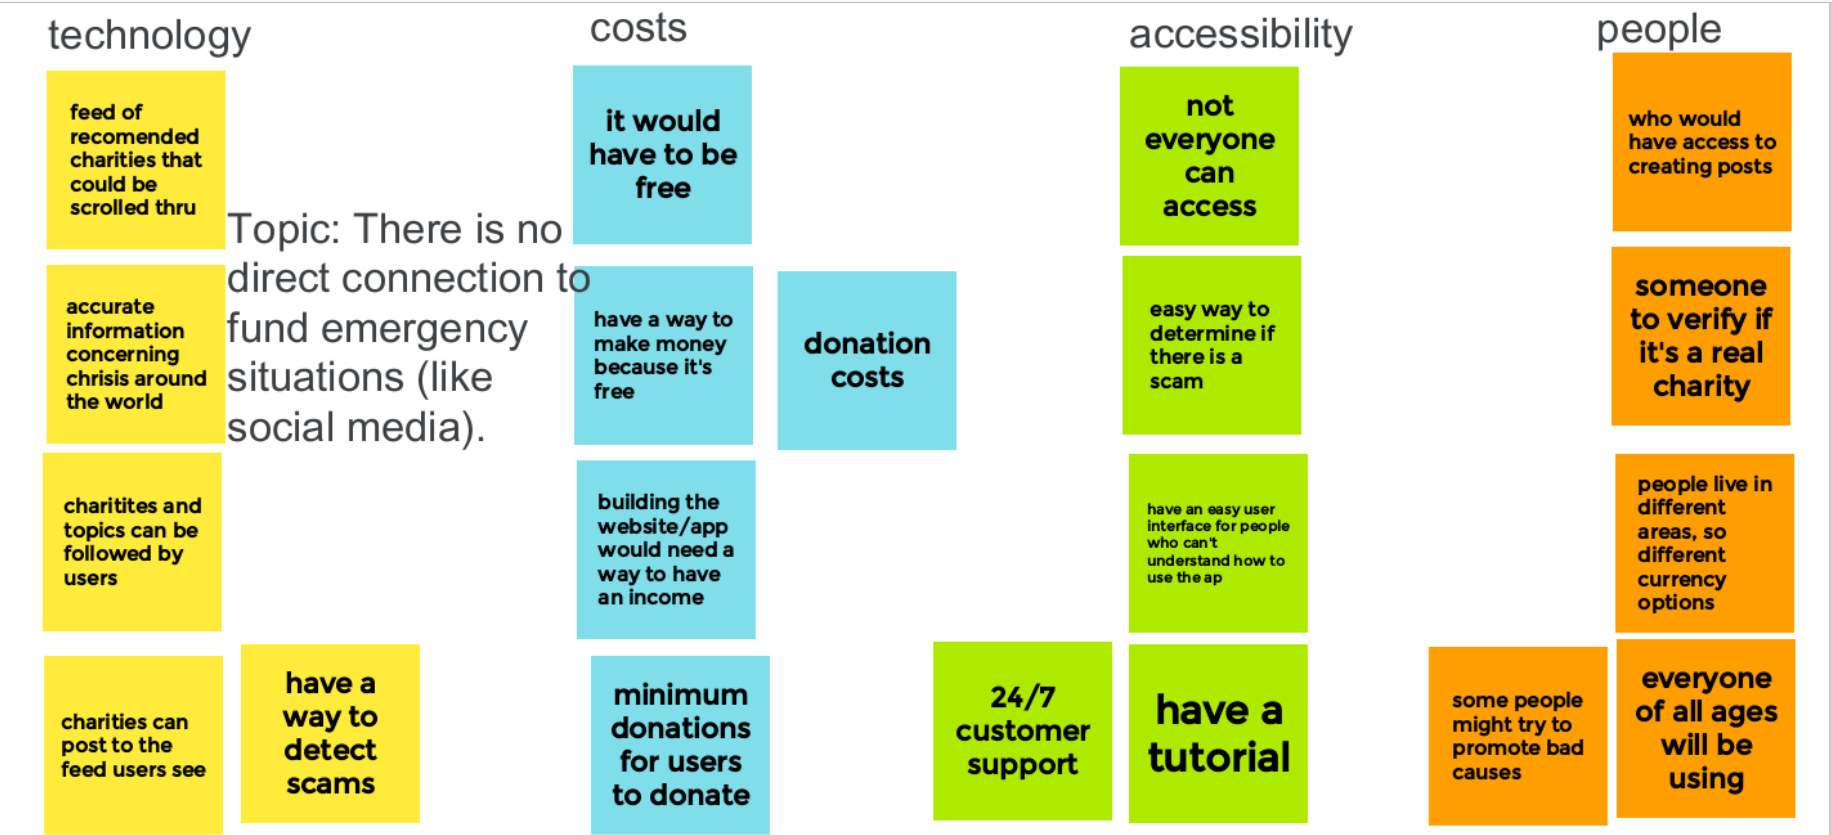 technology
feed of
recomended
charities that
could be
scrolled thru
accurate
information
concerning
chrisis around
the world
charitites and
topics can be
followed by
users
charities can
post to the
feed users see
have a
way to
detect
scams
Topic: There is no
direct connection to
fund emergency
situations (like
social media).
costs
it would
have to be
free
have a way to
make money
because it's
free
donation
costs
building the
website/app
would need a
way to have
an income
minimum
donations
for users
to donate
accessibility
not
everyone
can
access
easy way to
determine if
there is a
scam
have an easy user
interface for people
who can't
understand how to
use the ap
24/7
customer
support
have a
tutorial
people
who would
have access to
creating posts
someone
to verify if
it's a real
charity
people live in
different
areas, so
different
currency
options
some people
might try to
promote bad
causes
everyone
of all ages
will be
using